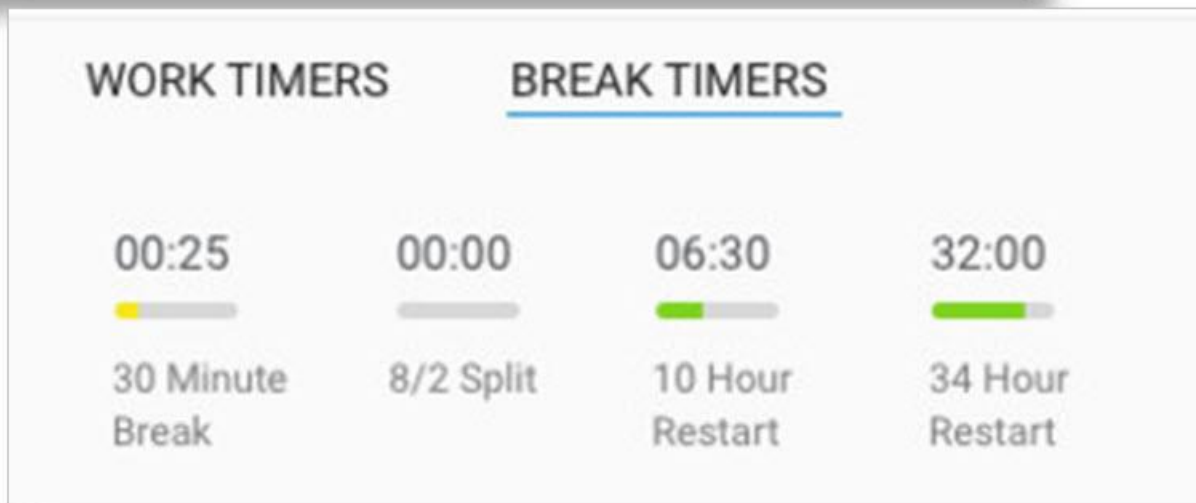 WORK TIMERS BREAK TIMERS
00:25 00:00 06:30 32:00
30 Minute 8/2 Split 10 Hour 34 Hour
Break Restart Restart